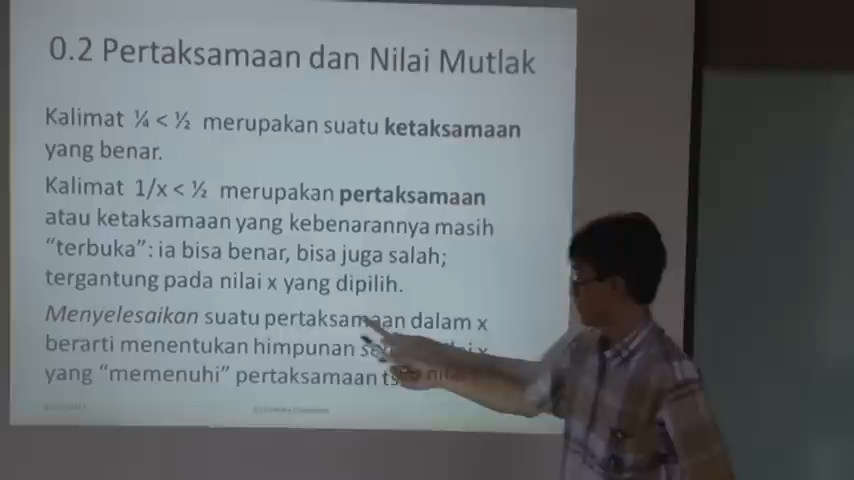 0.2 Pertaksamaan dan Nilai Mutlak
Kalimat ¼ < ½ merupakan suatu ketaksamaan
yang benar.
Kalimat 1/x < ½ merupakan pertaksamaan
atau ketaksamaan yang kebenarannya masih
“terbuka”: ia bisa benar, bisa juga salah;
tergantung pada nilai x yang dipilih.
Menyelesaikan suatu pertaksamaan dalam x
berarti menentukan himpunan x
yang “memenuhi” pertaksamaan